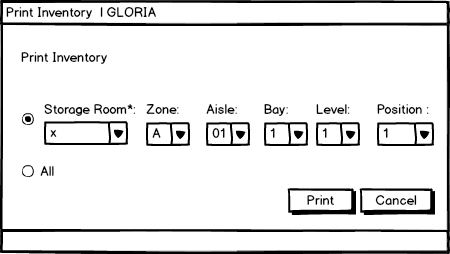 Print Inventory | GLORIA
Print Inventory
Storage Room*: Zone: Aisle: Bay: Level: Position :
x A 01 1 1 1
All
Print Cancel